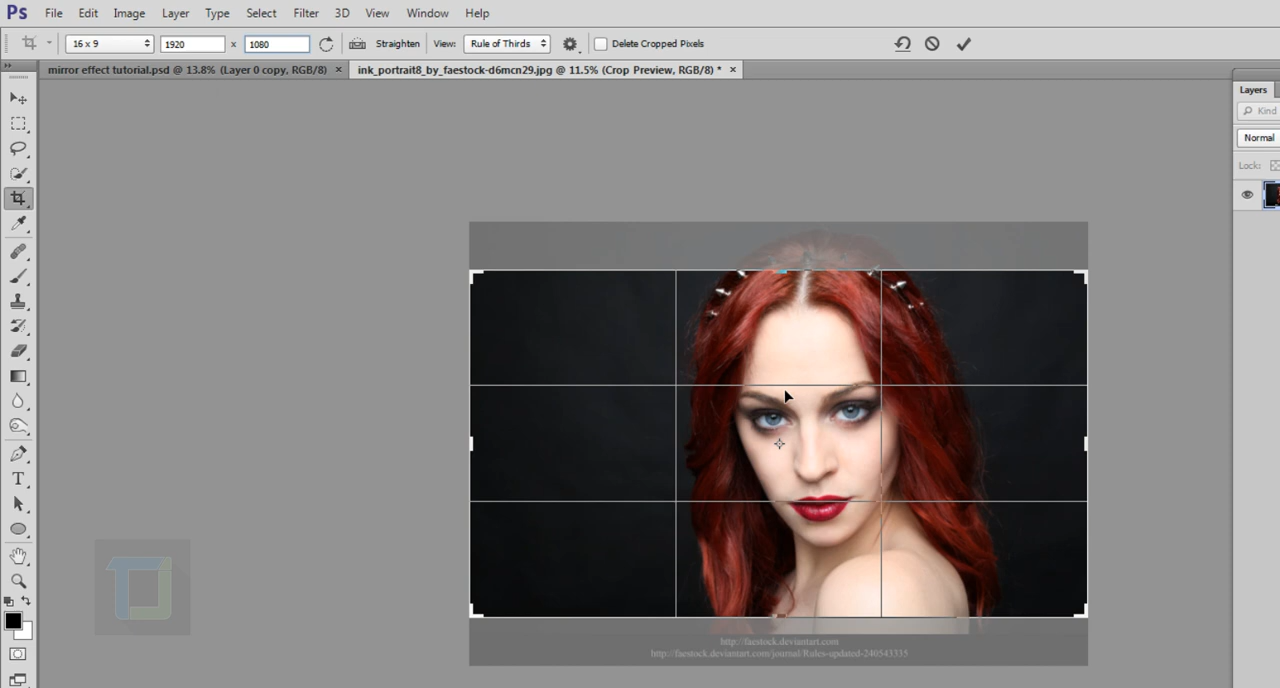 Ps File Edit Image Layer Type Select Filter 3D View Window Help
16 x 9 1920 x 1080 Straighten View: Rule of Thirds Delete Cropped Pixels
mirror effect tutorial.psd @ 13.8% (Layer 0 copy, RGB/8) × ink_portrait8_by_faestock-d6mcn29.jpg @ 11.5% (Crop Preview, RGB/8) * ×
Layers
Kind
Normal
Lock:
T
http://faestock.deviantart.com
http://faestock.deviantart.com/journal/Rules-updated-240543335